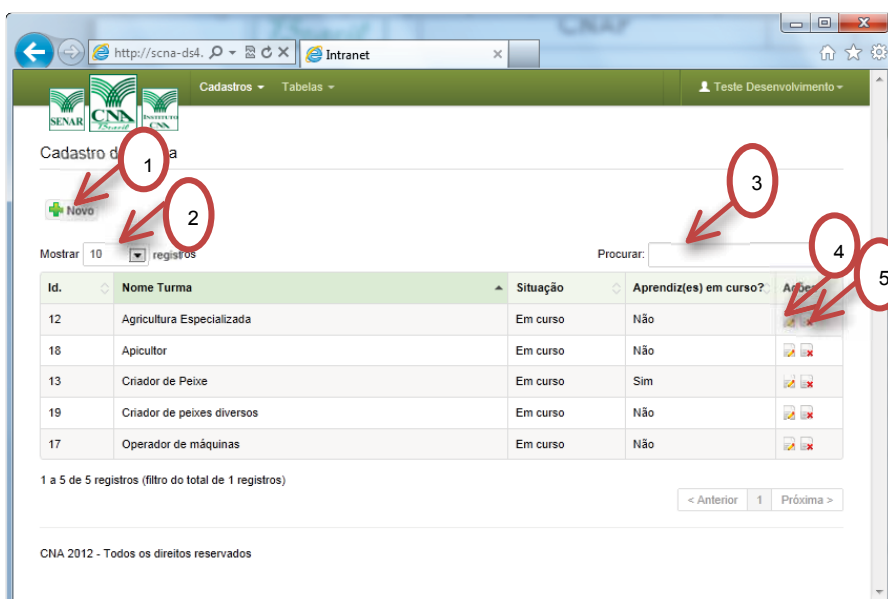 http://scna-ds4.
Intranet
Cadastros Tabelas Teste Desenvolvimento
SENAR CNA Brasil INSTITUTO CNA
Cadastro d a
1
Novo
2
3
Mostrar 10 registros Procurar:
4
5
Id. Nome Turma Situação Aprendiz(es) em curso? Ações
12 Agricultura Especializada Em curso Não
18 Apicultor Em curso Não
13 Criador de Peixe Em curso Sim
19 Criador de peixes diversos Em curso Não
17 Operador de máquinas Em curso Não
1 a 5 de 5 registros (filtro do total de 1 registros)
< Anterior 1 Próxima >
CNA 2012 - Todos os direitos reservados